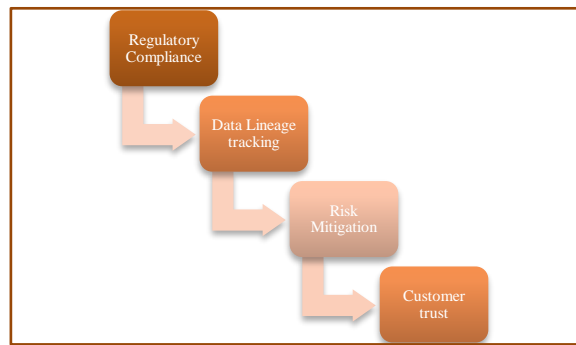 Regulatory
Compliance
Data Lineage
tracking
Risk
Mitigation
Customer
trust